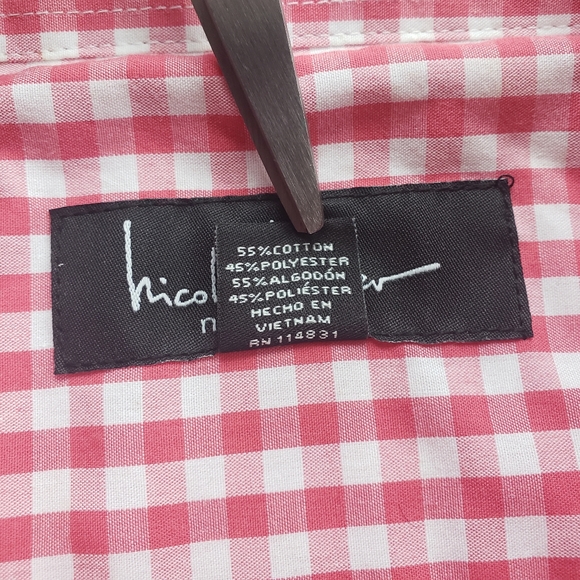 55%COTTON
45%POLYESTER
55%ALGODÓN
45%POLIÉSTER
HECHO EN
VIETNAM
RN 114831